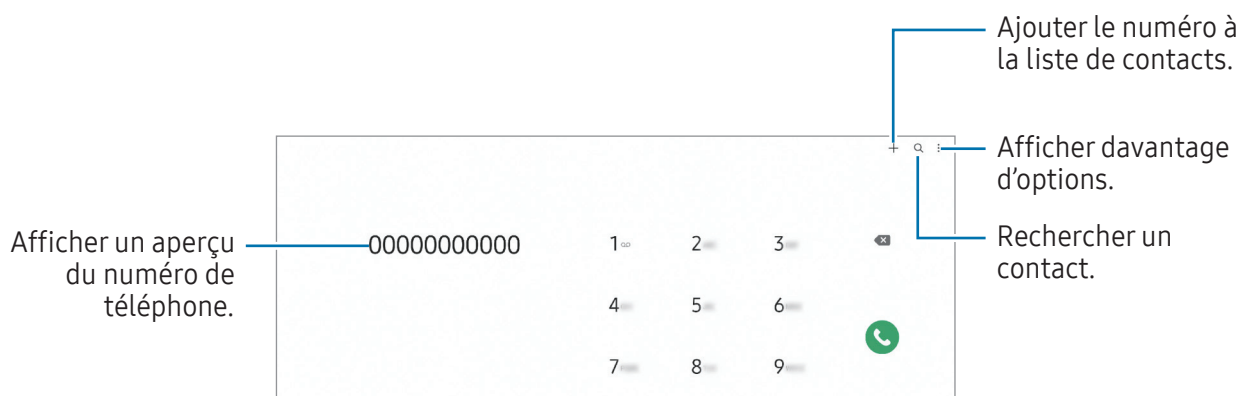 Ajouter le numéro à
la liste de contacts.
Afficher davantage
d'options.
Rechercher un
contact.
Afficher un aperçu
du numéro de
téléphone.
00000000000
1 2 3
4 5 6
7 8 9